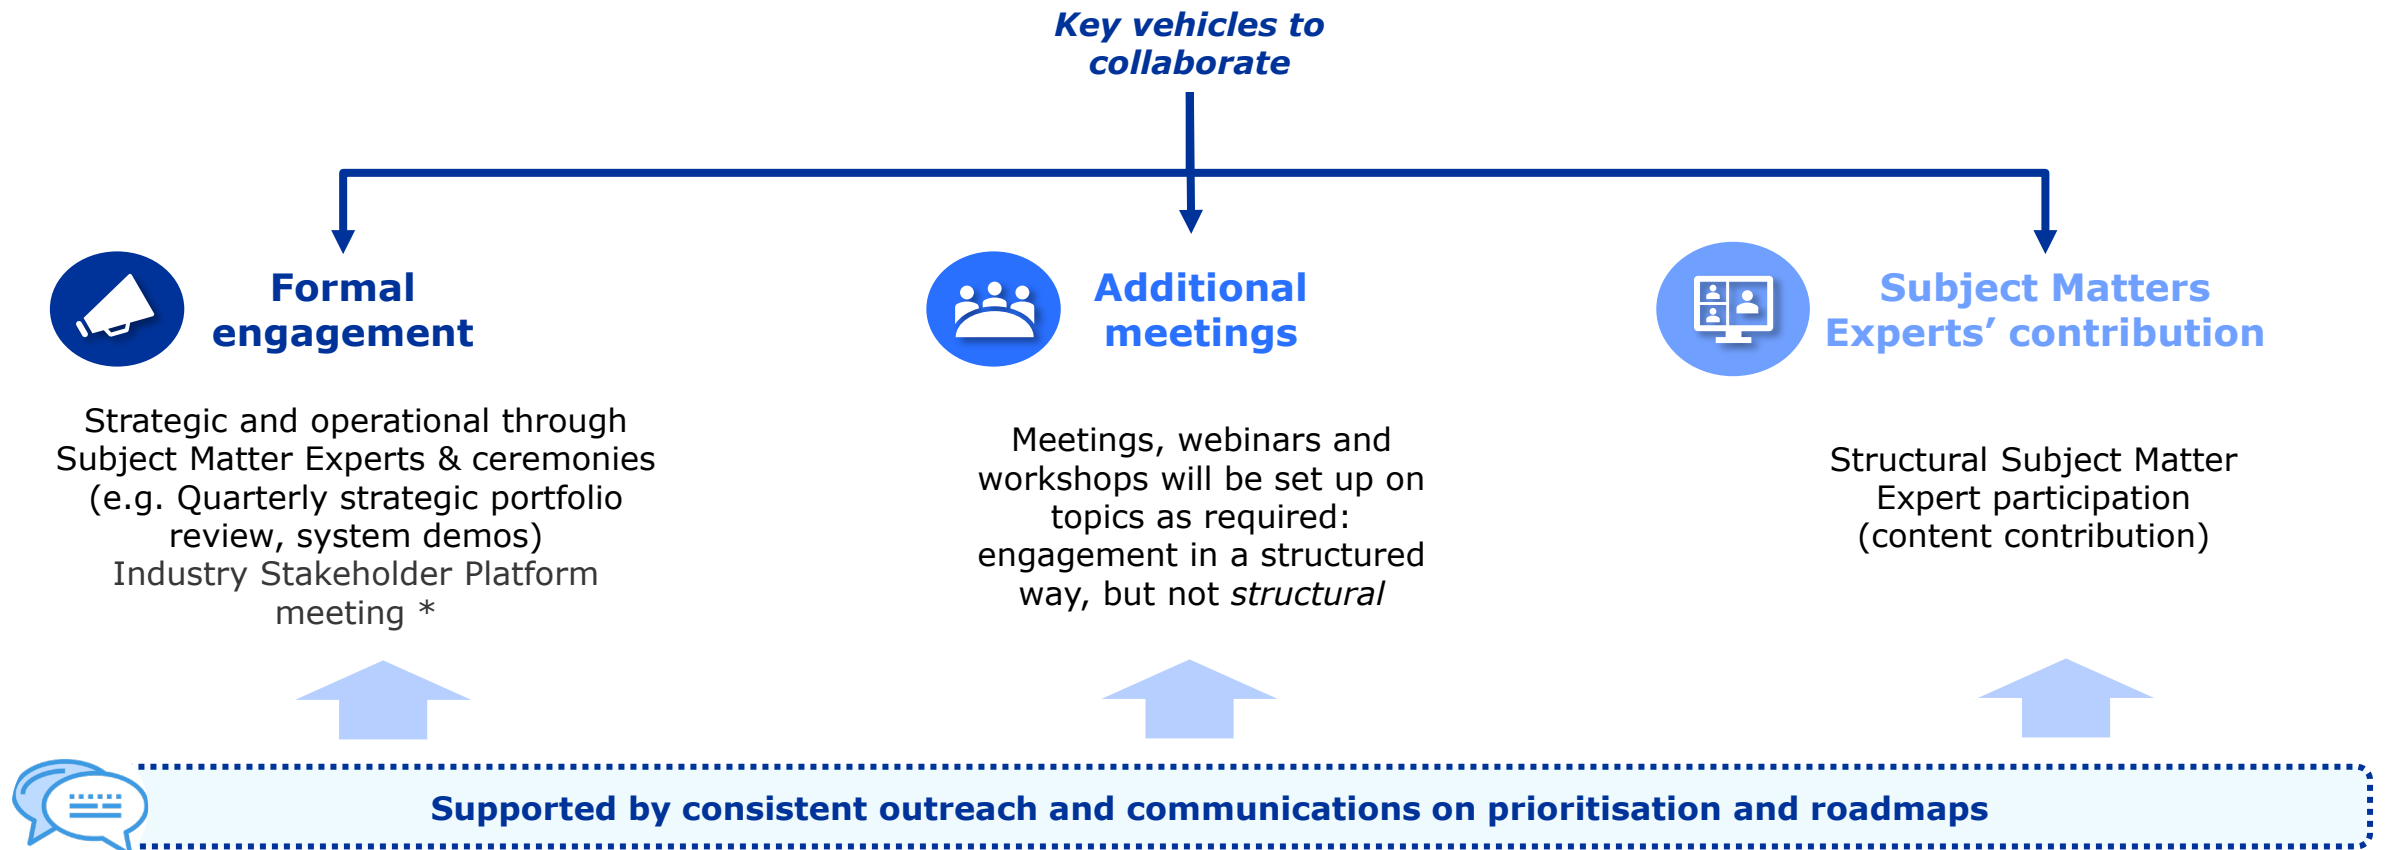 Key vehicles to
collaborate
Formal
engagement
Strategic and operational through
Subject Matter Experts & ceremonies
(e.g. Quarterly strategic portfolio
review, system demos)
Industry Stakeholder Platform
meeting *
Additional
meetings
Meetings, webinars and
workshops will be set up on
topics as required:
engagement in a structured
way, but not structural
Subject Matters
Experts’ contribution
Structural Subject Matter
Expert participation
(content contribution)
Supported by consistent outreach and communications on prioritisation and roadmaps